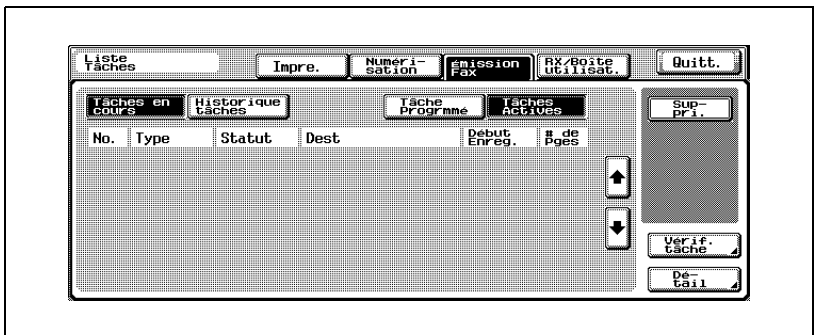 Liste
Tâches
Impre.
Numéri-
sation
émission
Fax
RX/Boîte
utilisat.
Quitt.
Tâches en
cours
Historique
tâches
Tâche
Progrmmé
Tâches
Actives
Sup-
pri.
No. Type Statut Dest
Début
Enreg.
# de
Pges
Vérif.
tâche
Dé-
tail